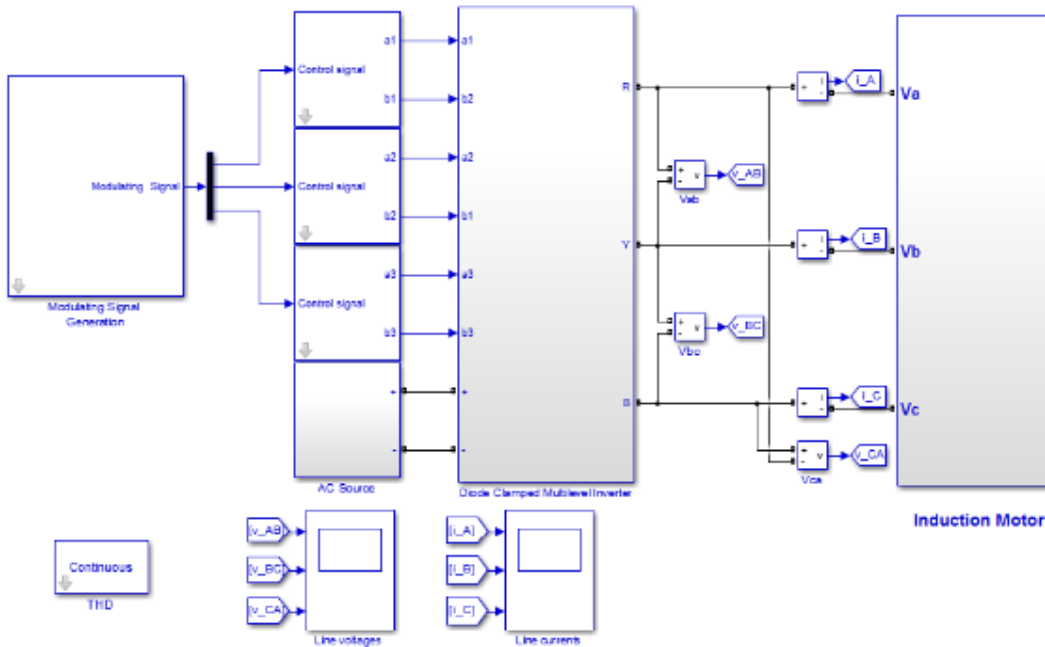 Modulating Signal
Modulating Signal
Generation
Control signal
a1
b1
Control signal
a2
b2
Control signal
a3
b3
+
-
AC Source
a1
b2
a2
b1
a3
b3
+
-
R
Y
B
Diode Clamped Multilevel Inverter
+
-
v
v_AB
Vab
+
-
v
v_BC
Vbc
+
-
i
i_A
+
-
i
i_B
+
-
i
i_C
+
-
v
v_CA
Vca
Va
Vb
Vc
Induction Motor
Continuous
THD
[v_AB]
[v_BC]
[v_CA]
Line voltages
[i_A]
[i_B]
[i_C]
Line currents